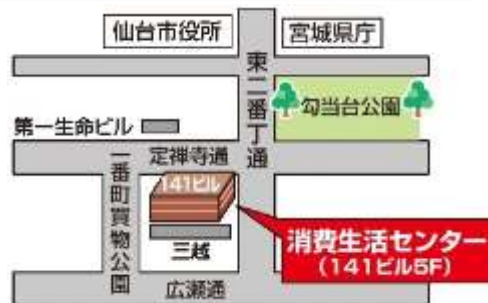 仙台市役所
宮城県庁
東二番丁通
勾当台公園
第一生命ビル
定禅寺通
一番町買物公園
141ビル
三越
消費生活センター
(141ビル5F)
広瀬通